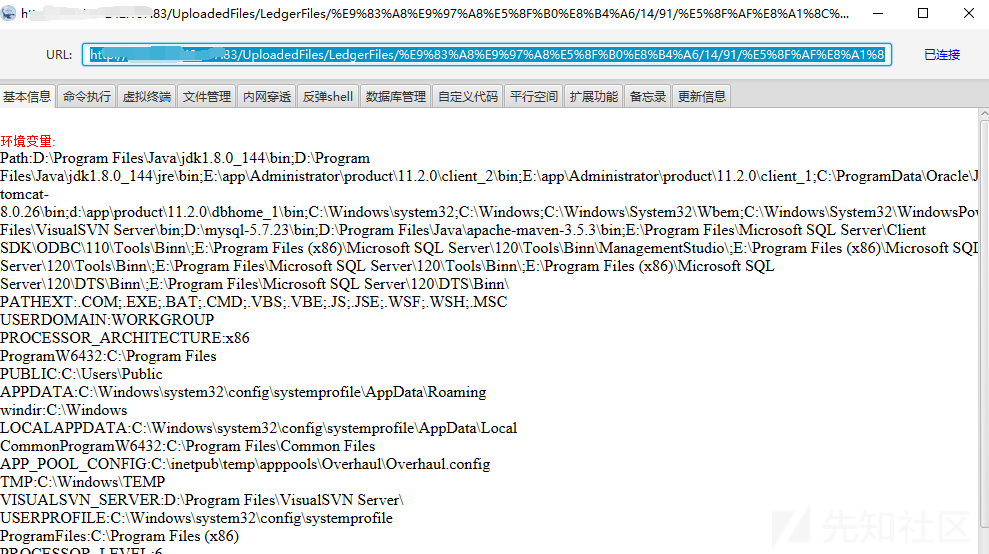 /UploadedFiles/LedgerFiles/%E9%83%A8%E9%97%A8%E5%8F%B0%E8%B4%A6/14/91/%E5%8F%AF%E8%A1%8C%...
URL: http:// 83/UploadedFiles/LedgerFiles/%E9%83%A8%E9%97%A8%E5%8F%B0%E8%B4%A6/14/91/%E5%8F%AF%E8%A1%8 已连接
基本信息 命令执行 虚拟终端 文件管理 内网穿透 反弹shell 数据库管理 自定义代码 平行空间 扩展功能 备忘录 更新信息
环境变量:
Path:D:\Program Files\Java\jdk1.8.0_144\bin;D:\Program
Files\Java\jdk1.8.0_144\jre\bin;E:\app\Administrator\product\11.2.0\client_2\bin;E:\app\Administrator\product\11.2.0\client_1;C:\ProgramData\Oracle\J
tomcat-
8.0.26\bin;d:\app\product\11.2.0\dbhome_1\bin;C:\Windows\system32;C:\Windows;C:\Windows\System32\Wbem;C:\Windows\System32\WindowsPow
Files\VisualSVN Server\bin;D:\mysql-5.7.23\bin;D:\Program Files\Java\apache-maven-3.5.3\bin;E:\Program Files\Microsoft SQL Server\Client
SDK\ODBC\110\Tools\Binn\;E:\Program Files (x86)\Microsoft SQL Server\120\Tools\Binn\ManagementStudio\;E:\Program Files (x86)\Microsoft SQL
Server\120\Tools\Binn\;E:\Program Files\Microsoft SQL Server\120\Tools\Binn\;E:\Program Files (x86)\Microsoft SQL
Server\120\DTS\Binn\;E:\Program Files\Microsoft SQL Server\120\DTS\Binn\
PATHEXT:.COM;.EXE;.BAT;.CMD;.VBS;.VBE;.JS;.JSE;.WSF;.WSH;.MSC
USERDOMAIN:WORKGROUP
PROCESSOR_ARCHITECTURE:x86
ProgramW6432:C:\Program Files
PUBLIC:C:\Users\Public
APPDATA:C:\Windows\system32\config\systemprofile\AppData\Roaming
windir:C:\Windows
LOCALAPPDATA:C:\Windows\system32\config\systemprofile\AppData\Local
CommonProgramW6432:C:\Program Files\Common Files
APP_POOL_CONFIG:C:\inetpub\temp\apppools\Overhaul\Overhaul.config
TMP:C:\Windows\TEMP
VISUALSVN_SERVER:D:\Program Files\VisualSVN Server\
USERPROFILE:C:\Windows\system32\config\systemprofile
ProgramFiles:C:\Program Files (x86)
PROCESSOR_LEVEL:6
先知社区